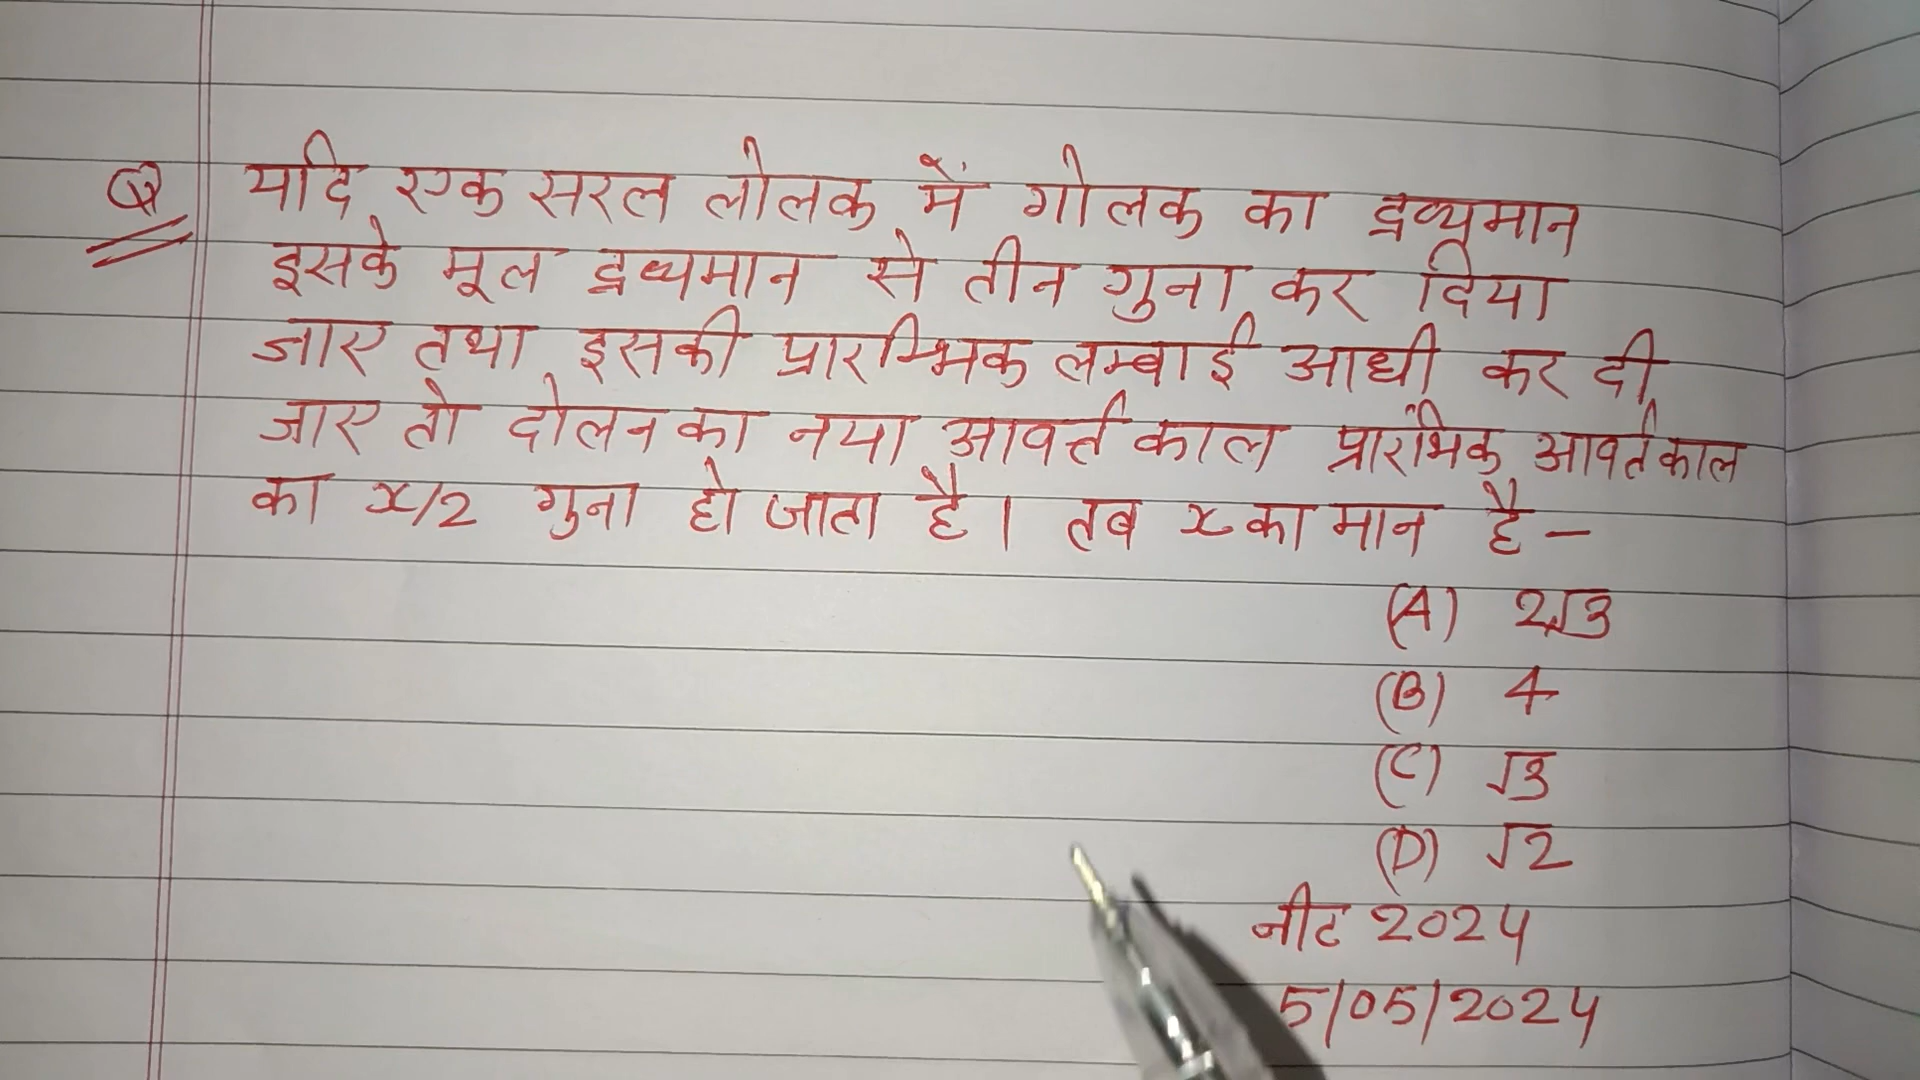 Q यदि एक सरल लोलक में गोलक का द्रव्यमान
इसके मूल द्रव्यमान से तीन गुना कर दिया
जाए तथा इसकी प्रारम्भिक लम्बाई आधी कर दी
जाए तो दोलन का नया आवर्त काल प्रारंभिक आवर्तकाल
का x/2 गुना हो जाता है। तब x का मान है –
(A) 2√3
(B) 4
(C) √3
(D) √2
नीट 2024
5/05/2024